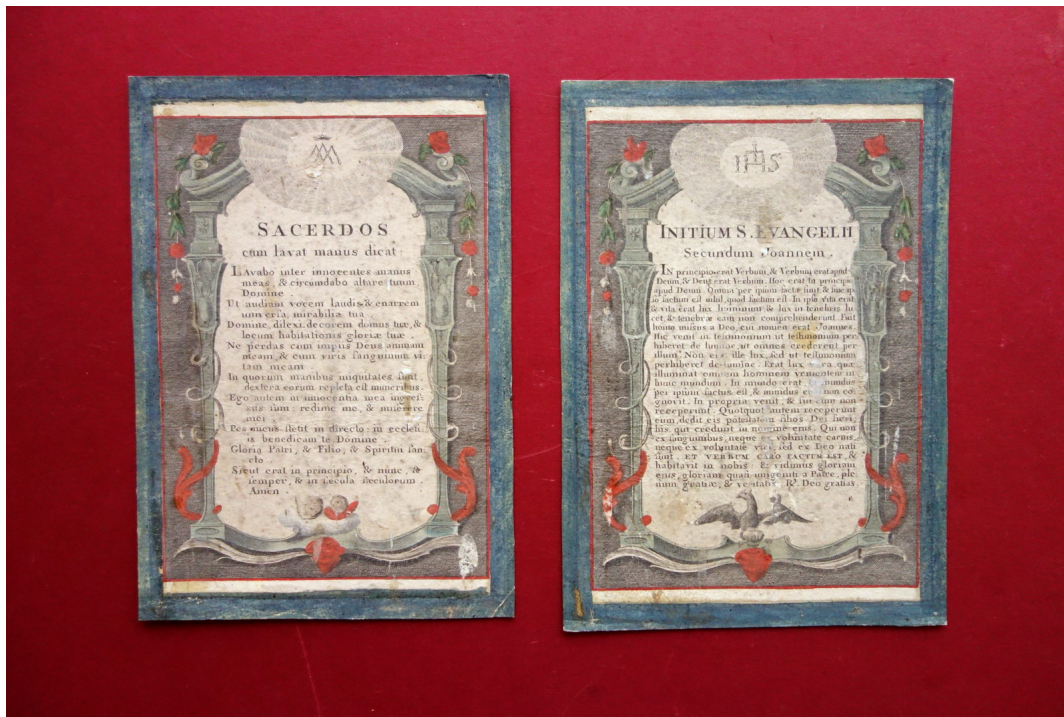 SACERDOS
cum lavat manus dicat
LAvabo inter innocentes manus
meas, & circúmdabo altare tuum
Domine.
Ut audiam vocem laudis & enarrem
universa mirabilia tua
Domine, dilexi decorem domus tuæ, &
locum habitationis gloriæ tuæ.
Ne perdas cum impiis Deus animam
meam, & cum viris sanguinum vi-
tam meam
In quorum manibus iniquitates sunt,
dextera eorum repleta est muneribus.
Ego autem in innocentia mea ingres-
sus sum: redime me, & miserere
mei.
Pes meus stetit in directo: in ecclesi-
is benedicam te Domine.
Gloria Patri, & Filio, & Spiritui san-
cto.
Sicut erat in principio, & nunc, &
semper, & in secula seculorum
Amen.
IHS
INITIUM S. EVANGELII
Secundum Joannem.
IN principio erat Verbum, & Verbum erat apud
Deum, & Deus erat Verbum. Hoc erat in principio
apud Deum. Omnia per ipsum facta sunt & sine ip-
so factum est nihil, quod factum est. In ipso vita erat
& vita erat lux hominum & lux in tenebris lu-
cet, & tenebræ eam non comprehenderunt. Fuit
homo missus a Deo, cui nomen erat Joannes.
Hic venit in testimonium ut testimonium per-
hiberet de lumine, ut omnes crederent per
illum. Non erat ille lux, sed ut testimonium
perhiberet de lumine. Erat lux vera quæ
illuminat omnem hominem venientem in
hunc mundum. In mundo erat & mundus
per ipsum factus est & mundus eum non co-
gnovit. In propria venit, & sui eum non
receperunt. Quotquot autem receperunt
eum dedit eis potestatem filios Dei fieri,
his, qui credunt in nomine eius. Qui non
ex sanguinibus, neque ex voluntate carnis,
neque ex voluntate viri, sed ex Deo nati
sunt. ET VERBUM CARO FACTUM EST, &
habitavit in nobis: & vidimus gloriam
eius, gloriam quasi unigeniti a Patre, ple-
num gratiæ, & veritatis. R. Deo gratias.